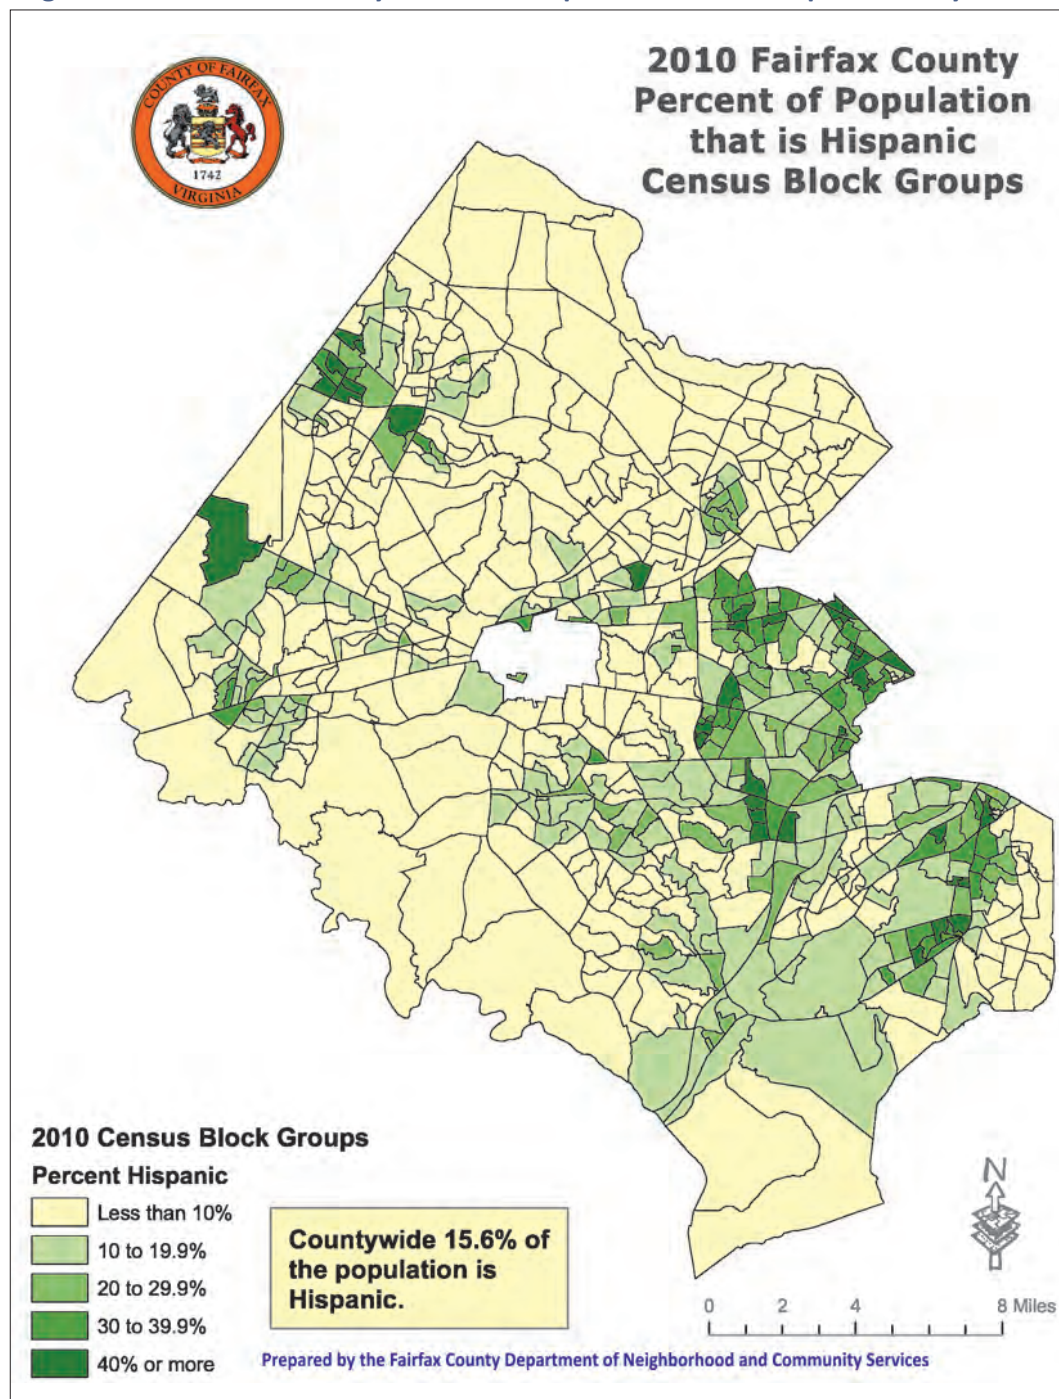 2010 Fairfax County
Percent of Population
that is Hispanic
Census Block Groups
COUNTY OF FAIRFAX
1742
VIRGINIA
2010 Census Block Groups
Percent Hispanic
Less than 10%
10 to 19.9%
20 to 29.9%
30 to 39.9%
40% or more
Countywide 15.6% of
the population is
Hispanic.
N
0 2 4 8 Miles
Prepared by the Fairfax County Department of Neighborhood and Community Services